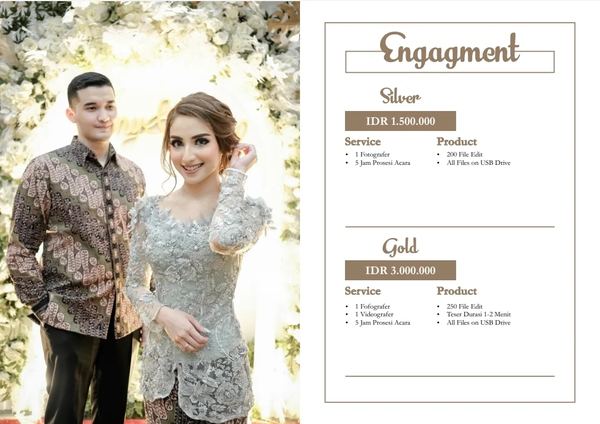 Engagment
Silver
IDR 1.500.000
Service
• 1 Fotografer
• 5 Jam Prosesi Acara
Product
• 200 File Edit
• All Files on USB Drive
Gold
IDR 3.000.000
Service
• 1 Fofografer
• 1 Videografer
• 5 Jam Prosesi Acara
Product
• 250 File Edit
• Teser Durasi 1-2 Menit
• All Files on USB Drive